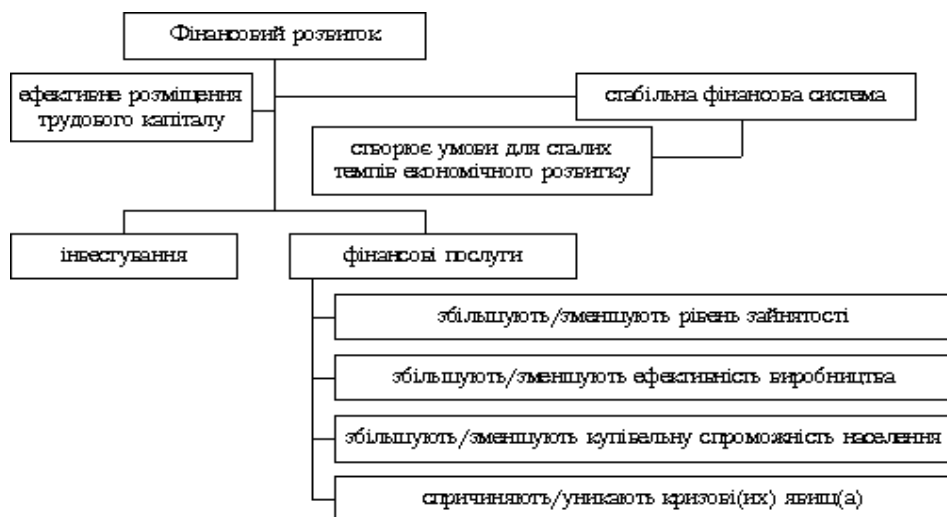 Фінансовий розвиток
ефективне розміщення
трудового капіталу
стабільна фінансова система
створює умови для сталих
темпів економічного розвитку
інвестування
фінансові послуги
збільшують/зменшують рівень зайнятості
збільшують/зменшують ефективність виробництва
збільшують/зменшують купівельну спроможність населення
спричиняють/уникають кризові(их) явищ(а)